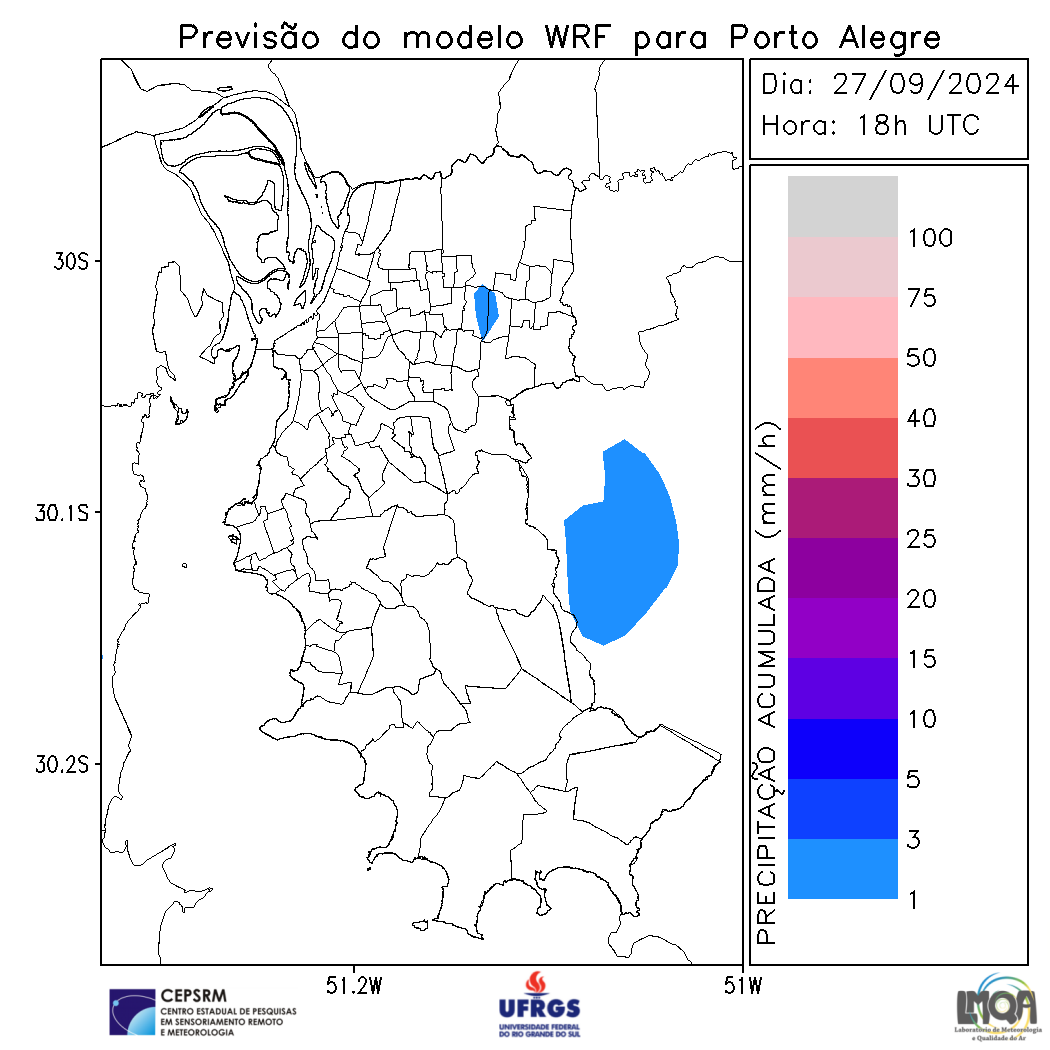 Previsão do modelo WRF para Porto Alegre
Dia: 27/09/2024
Hora: 18h UTC
30S
30.1S
30.2S
51.2W
51W
PRECIPITAÇÃO ACUMULADA (mm/h)
100
75
50
40
30
25
20
15
10
5
3
1
CEPSRM
CENTRO ESTADUAL DE PESQUISAS
EM SENSORIAMENTO REMOTO
E METEOROLOGIA
UFRGS
UNIVERSIDADE FEDERAL
DO RIO GRANDE DO SUL
LMQA
Laboratório de Meteorologia
e Qualidade do Ar